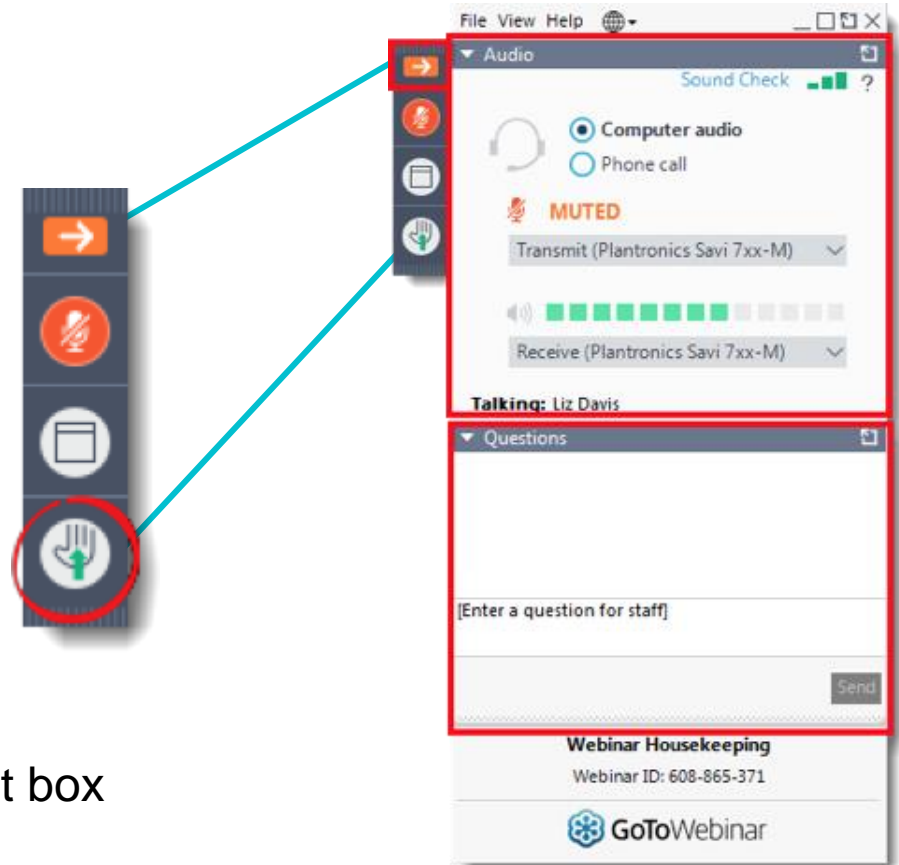 File View Help
Audio
Sound Check ?
Computer audio
Phone call
MUTED
Transmit (Plantronics Savi 7xx-M)
Receive (Plantronics Savi 7xx-M)
Talking: Liz Davis
Questions
[Enter a question for staff]
Send
Webinar Housekeeping
Webinar ID: 608-865-371
GoToWebinar
t box